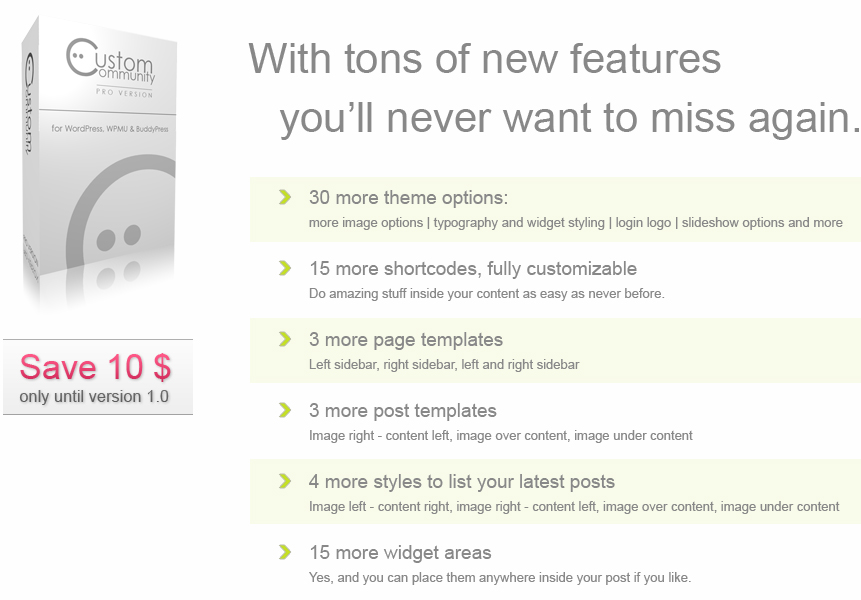 Custom
Community
PRO VERSION
for WordPress, WPMU & BuddyPress
Custom
Save 10 $
only until version 1.0
With tons of new features
you'll never want to miss again.
30 more theme options:
more image options | typography and widget styling | login logo | slideshow options and more
15 more shortcodes, fully customizable
Do amazing stuff inside your content as easy as never before.
3 more page templates
Left sidebar, right sidebar, left and right sidebar
3 more post templates
Image right - content left, image over content, image under content
4 more styles to list your latest posts
Image left - content right, image right - content left, image over content, image under content
15 more widget areas
Yes, and you can place them anywhere inside your post if you like.